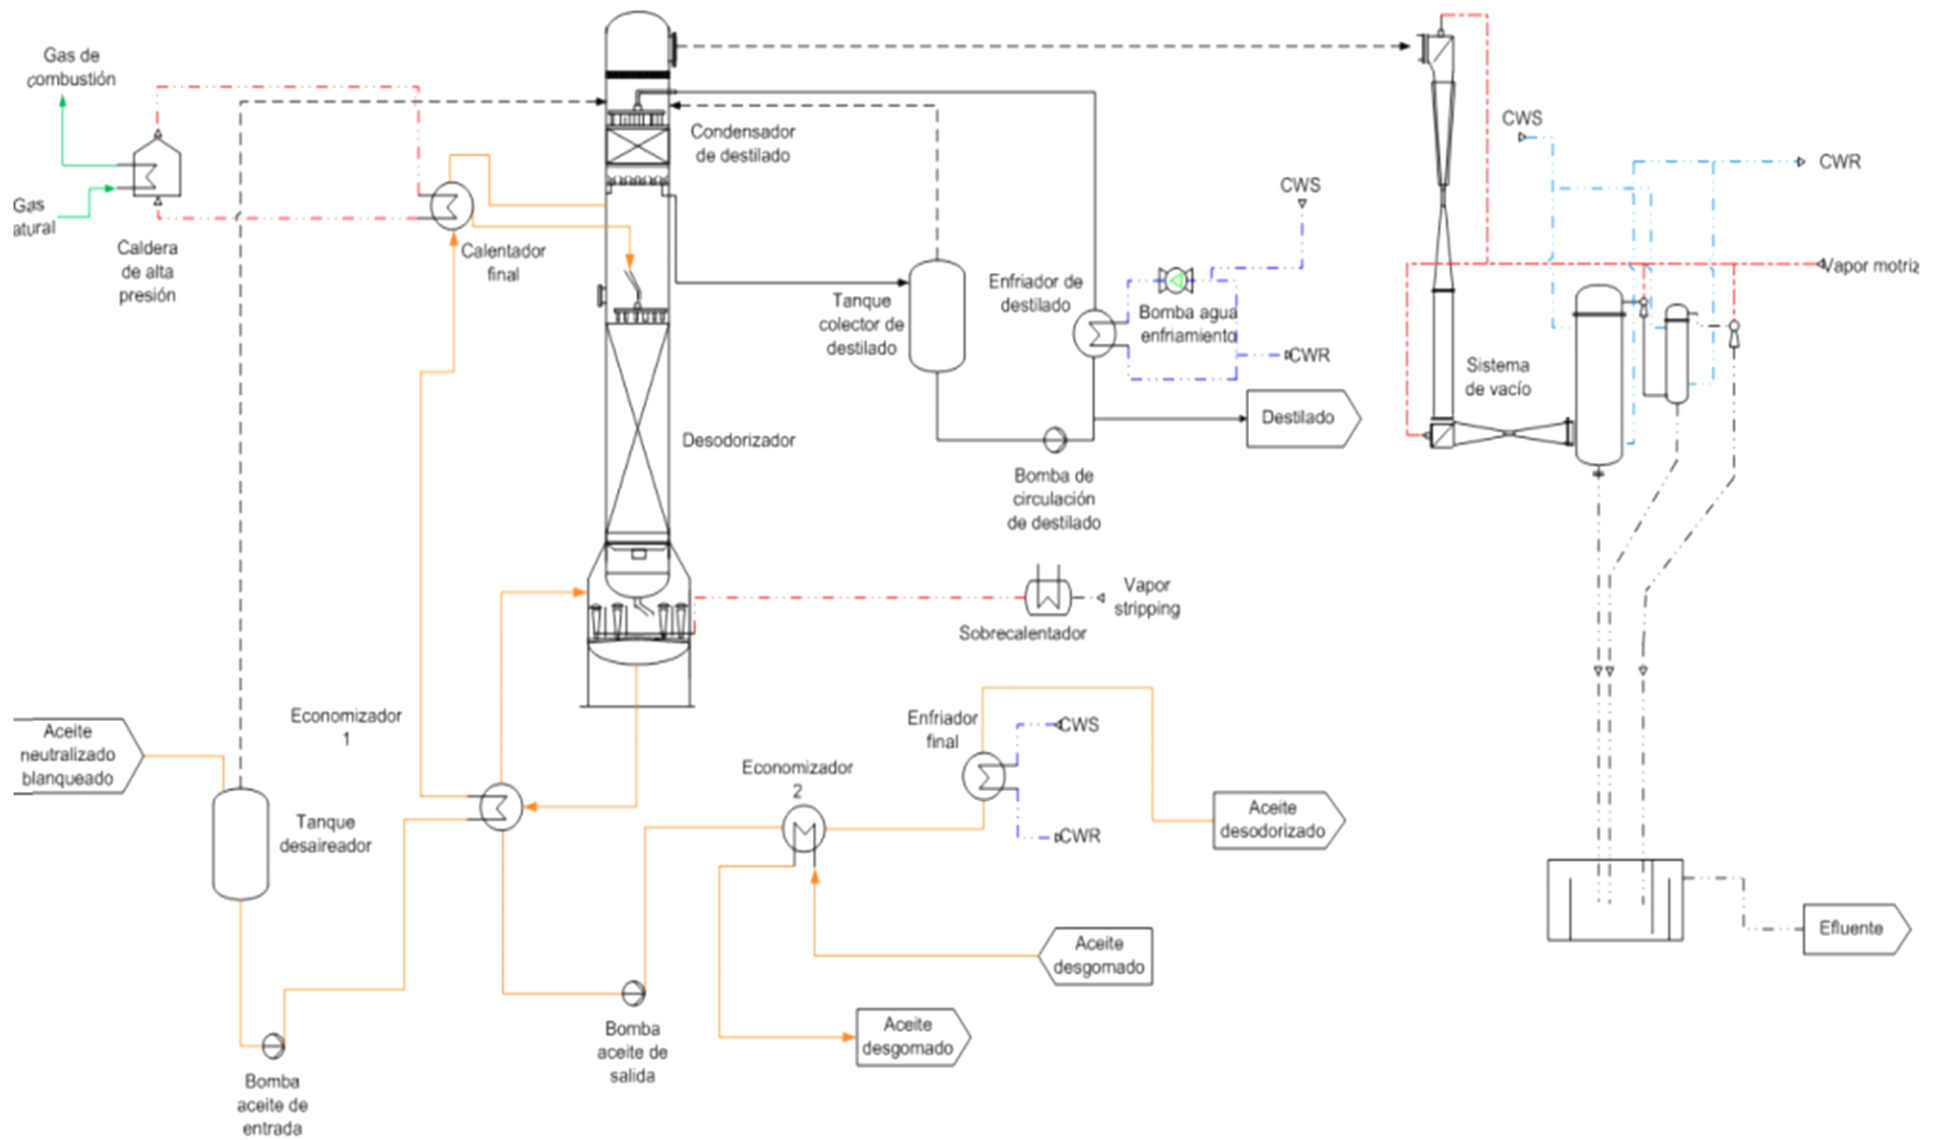 Gas de
combustión
Gas
atural
Caldera
de alta
presión
Calentador
final
Condensador
de destilado
CWS
CWR
CWS
Vapor motriz
Tanque
colector de
destilado
Enfriador de
destilado
Bomba agua
enfriamiento
CWR
Sistema
de vacío
Destilado
Desodorizador
Bomba de
circulación
de destilado
Vapor
stripping
Sobrecalentador
Aceite
neutralizado
blanqueado
Economizador
1
Enfriador
final
CWS
Economizador
2
Tanque
desaireador
CWR
Aceite
desodorizado
Aceite
desgomado
Efluente
Aceite
desgomado
Bomba
aceite de
salida
Bomba
aceite de
entrada